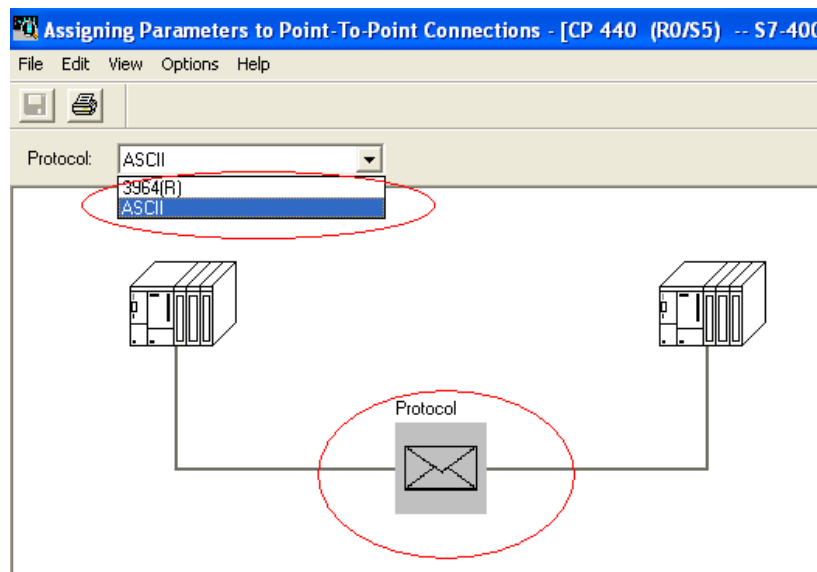 Assigning Parameters to Point-To-Point Connections - [CP 440 (R0/S5) -- S7-400
File Edit View Options Help
Protocol: ASCII
3964(R)
ASCII
Protocol